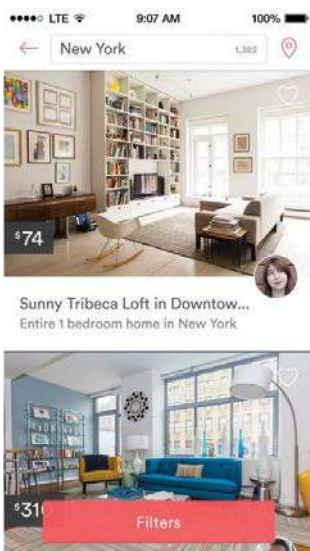 LTE 9:07 AM 100%
New York 1,382
$74
Sunny Tribeca Loft in Downtow...
Entire 1 bedroom home in New York
$310
Filters